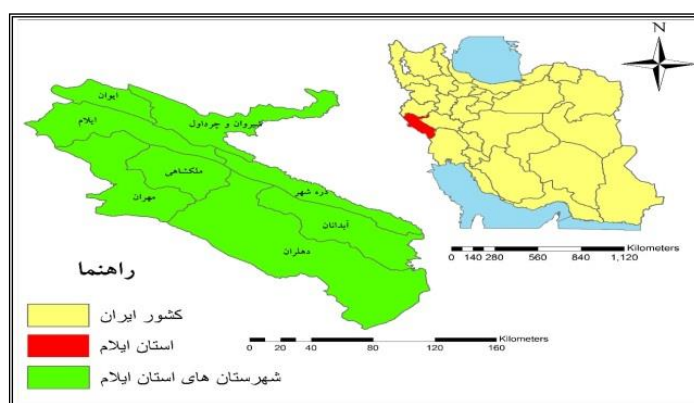 N
ایوان
ایلام
شیروان و چرداول
ملکشاهی
دره شهر
مهران
آبدانان
دهلران
Kilometers
0 140 280 560 840 1,120
راهنما
کشور ایران
استان ایلام
شهرستان های استان ایلام
Kilometers
0 20 40 80 120 160